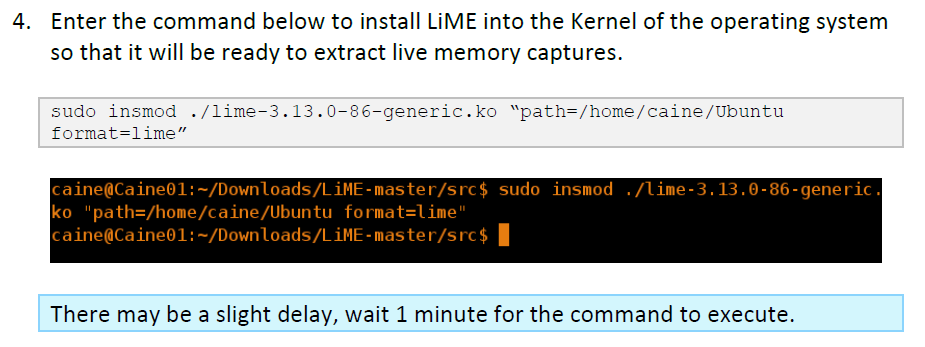 4. Enter the command below to install LiME into the Kernel of the operating system
so that it will be ready to extract live memory captures.
sudo insmod ./lime-3.13.0-86-generic.ko “path=/home/caine/Ubuntu
format=lime”
caine@Caine01:~/Downloads/LiME-master/src$ sudo insmod ./lime-3.13.0-86-generic.
ko "path=/home/caine/Ubuntu format=lime"
caine@Caine01:~/Downloads/LiME-master/src$
There may be a slight delay, wait 1 minute for the command to execute.